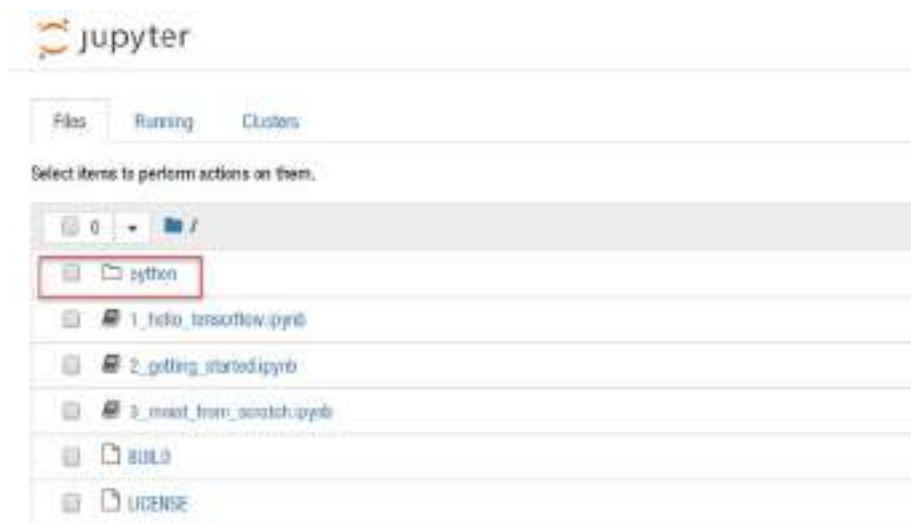 jupyter
Files Running Clusters
Select items to perform actions on them.
0 /
python
1_hello_tensorflow.ipynb
2_getting_started.ipynb
3_mnist_from_scratch.ipynb
BUILD
LICENSE